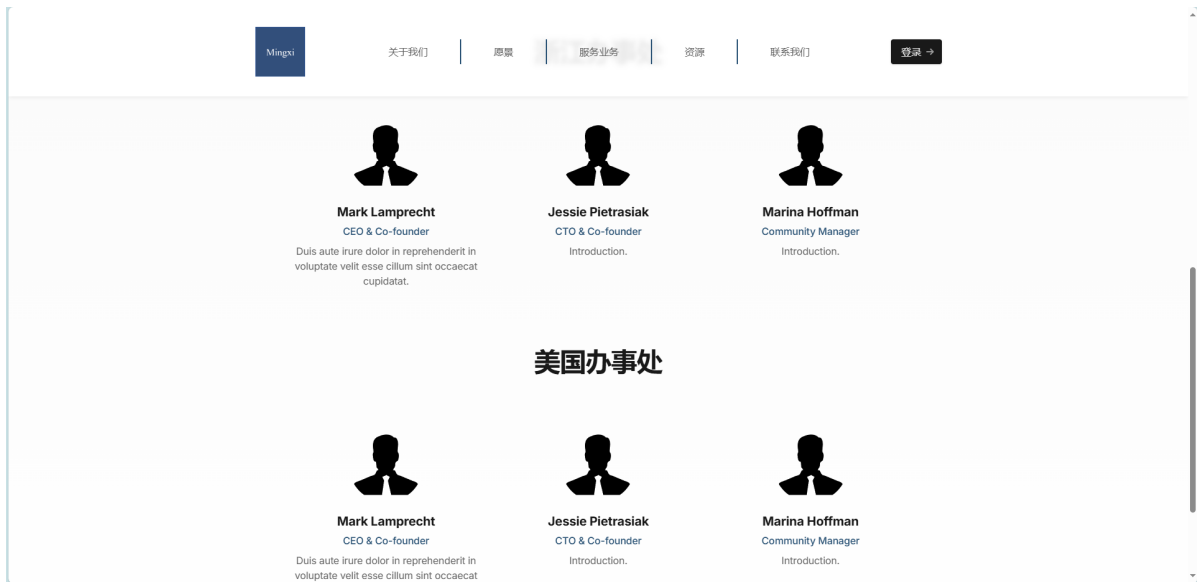 Mingxi
关于我们
愿景
服务业务
资源
联系我们
登录 →
Mark Lamprecht
Jessie Pietrasiak
Marina Hoffman
CEO & Co-founder
CTO & Co-founder
Community Manager
Duis aute irure dolor in reprehenderit in
voluptate velit esse cillum sint occaecat
cupidatat.
Introduction.
Introduction.
美国办事处
Mark Lamprecht
Jessie Pietrasiak
Marina Hoffman
CEO & Co-founder
CTO & Co-founder
Community Manager
Duis aute irure dolor in reprehenderit in
voluptate velit esse cillum sint occaecat
Introduction.
Introduction.